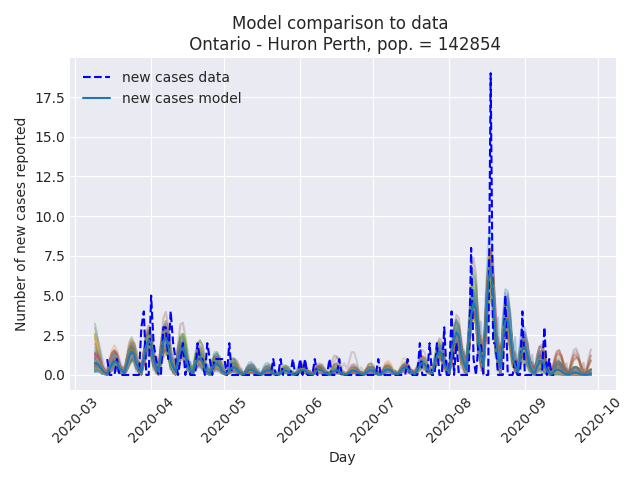 Model comparison to data
Ontario - Huron Perth, pop. = 142854
new cases data
new cases model
Number of new cases reported
17.5
15.0
12.5
10.0
7.5
5.0
2.5
0.0
2020-03
2020-04
2020-05
2020-06
2020-07
2020-08
2020-09
2020-10
Day